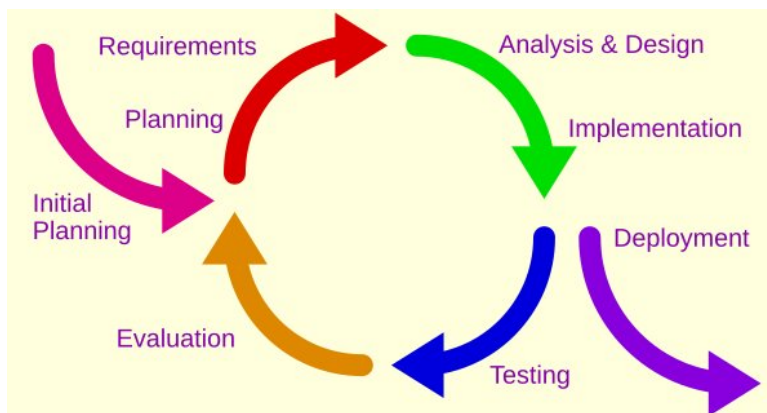 Requirements
Analysis & Design
Planning
Implementation
Initial
Planning
Deployment
Evaluation
Testing